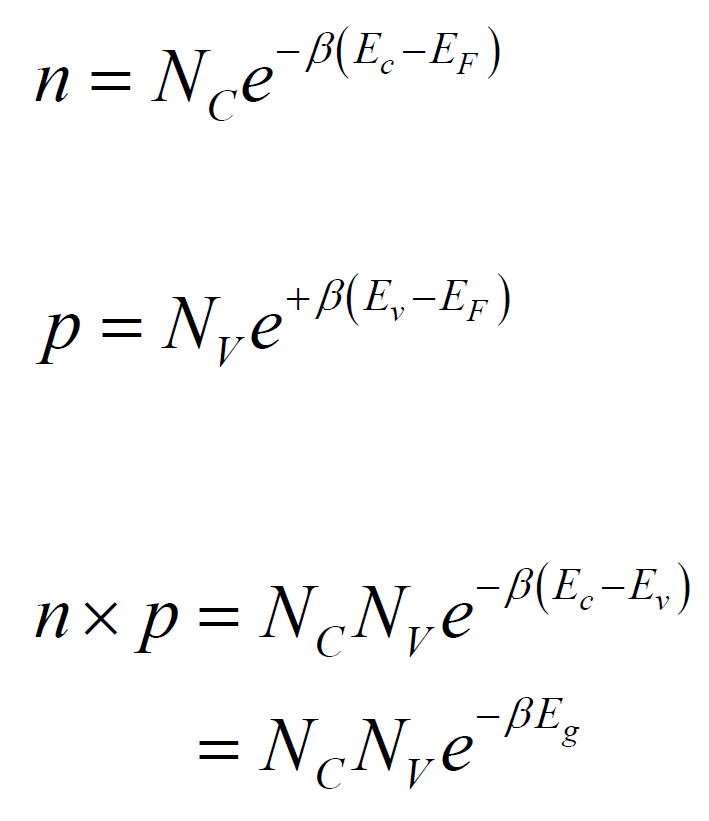 n = N_C e^{-β(E_c-E_F)}
p = N_V e^{+β(E_v-E_F)}
n × p = N_C N_V e^{-β(E_c-E_v)}
= N_C N_V e^{-βE_g}